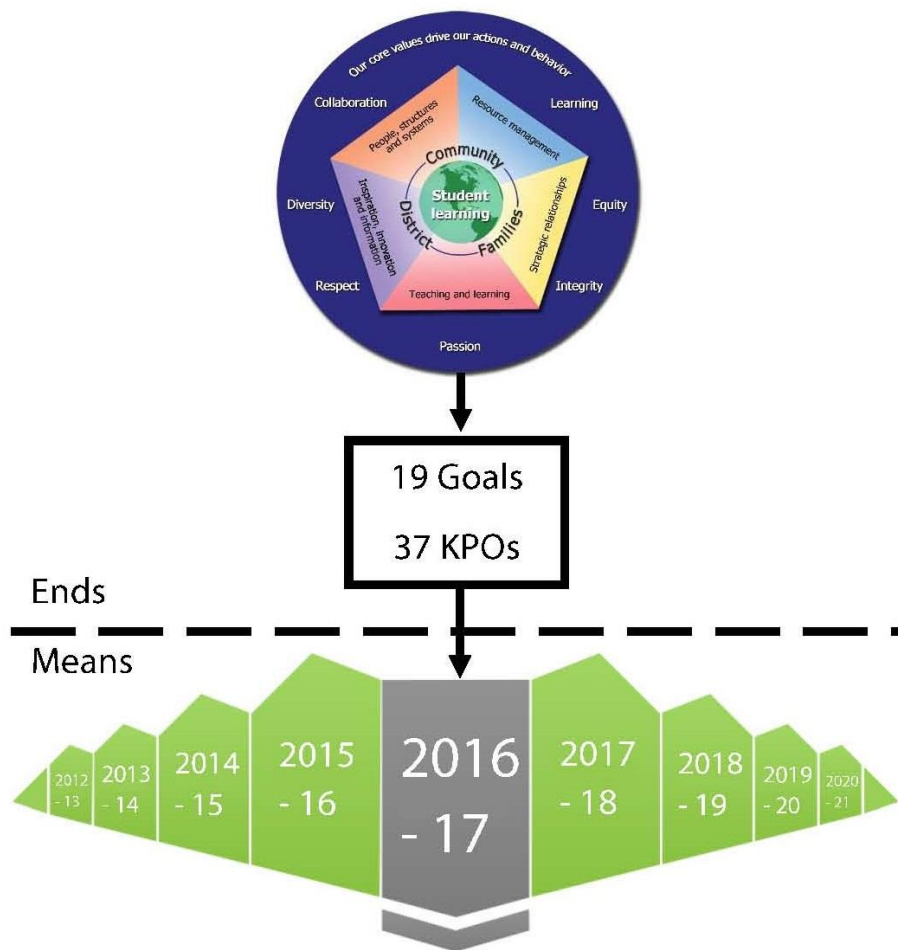 Our core values drive our actions and behavior
Collaboration
Learning
People, structures
and systems
Resource management
Community
Diversity
Inspiration, Innovation
and Information
District
Student
learning
Families
Strategic relationships
Equity
Respect
Teaching and learning
Integrity
Passion
19 Goals
37 KPOs
Ends
Means
2012
- 13
2013
- 14
2014
- 15
2015
- 16
2016
- 17
2017
- 18
2018
- 19
2019
- 20
2020
- 21